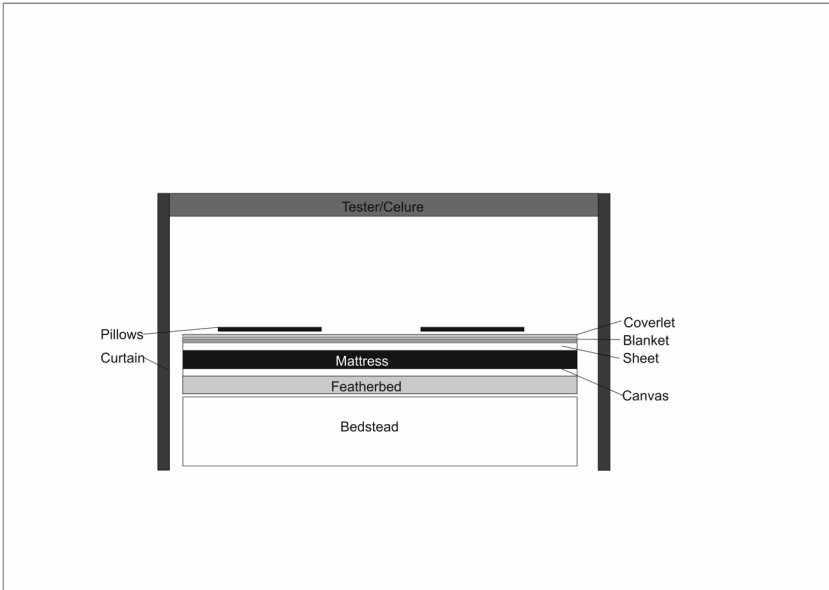 Tester/Celure
Pillows
Coverlet
Blanket
Curtain
Sheet
Mattress
Featherbed
Canvas
Bedstead